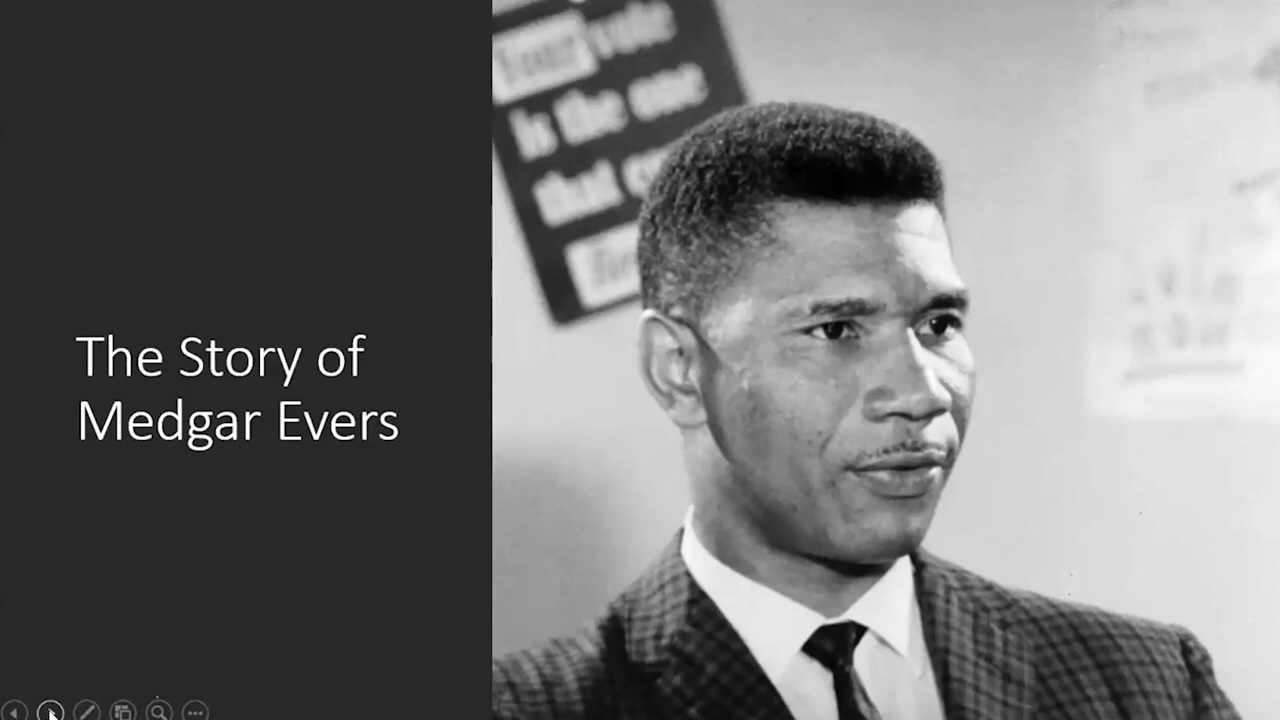 The Story of
Medgar Evers
Your vote
is the one
that